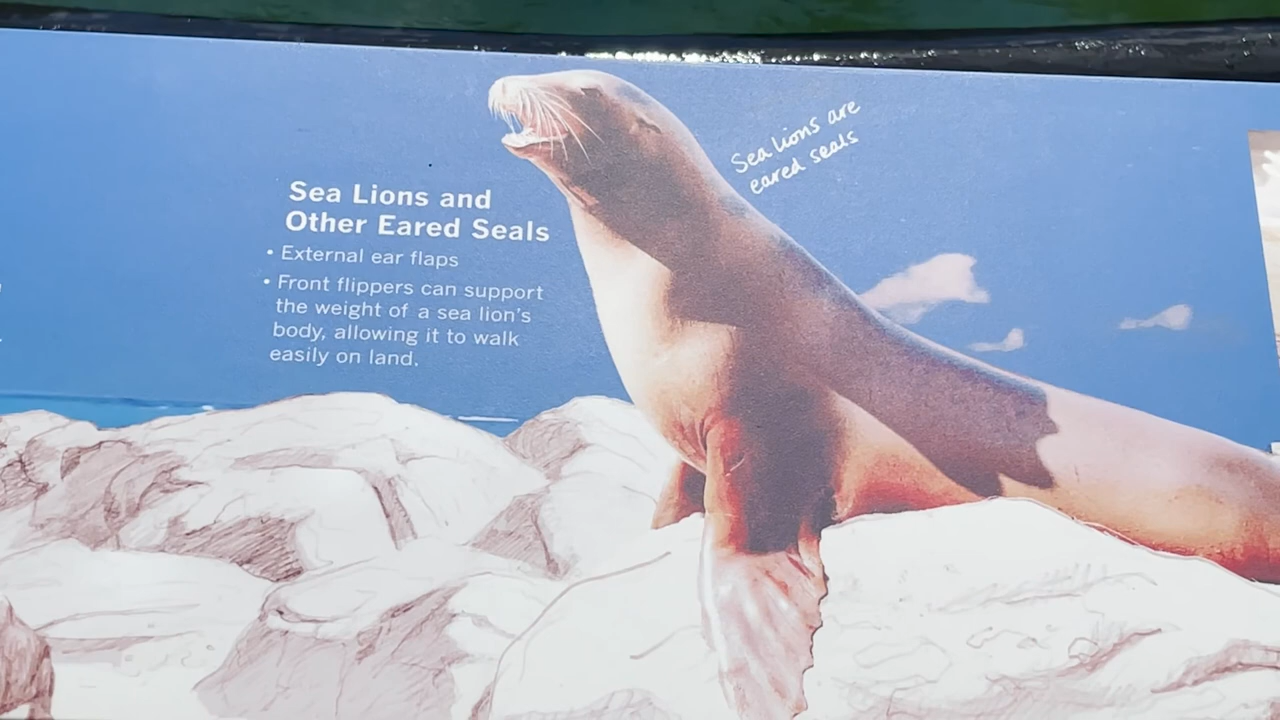 Sea lions are
eared seals
Sea Lions and
Other Eared Seals
• External ear flaps
• Front flippers can support
the weight of a sea lion's
body, allowing it to walk
easily on land.